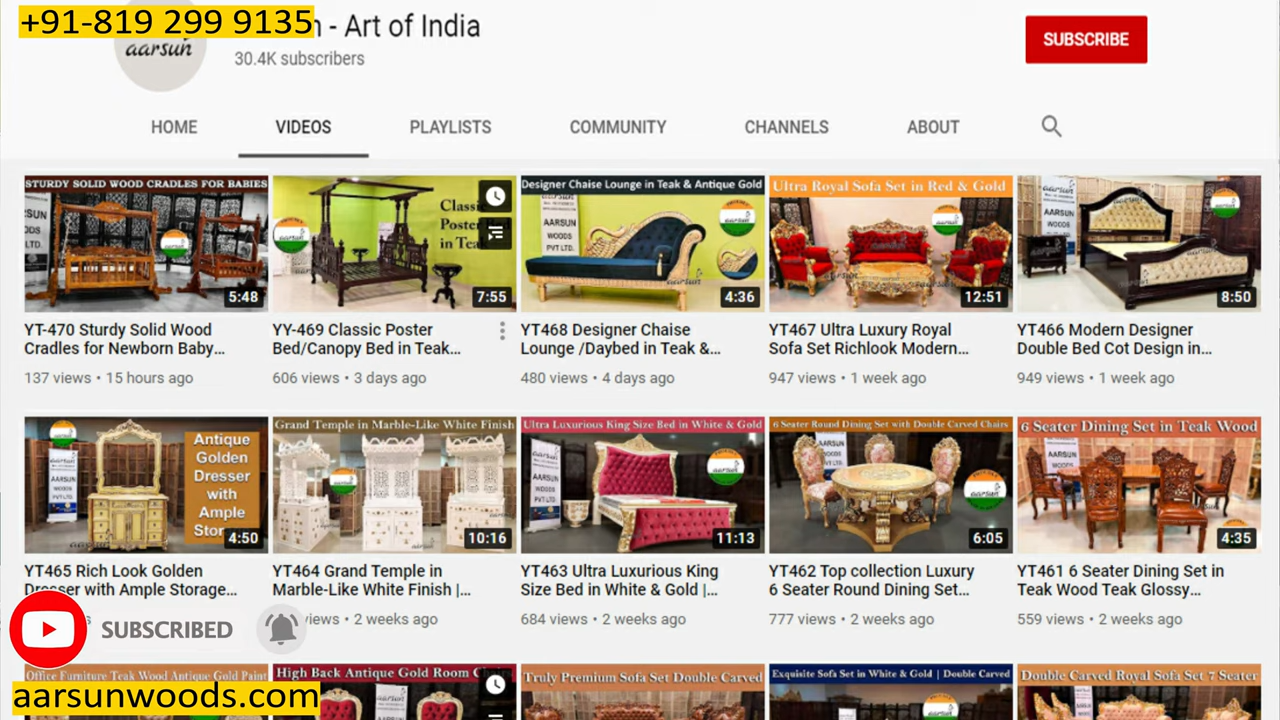 +91-819 299 9135
n - Art of India
aarsun
30.4K subscribers
SUBSCRIBE
HOME
VIDEOS
PLAYLISTS
COMMUNITY
CHANNELS
ABOUT
STURDY SOLID WOOD CRADLES FOR BABIES
AARSUN
5:48
Classic
Poster
in Teak
aarsun
7:55
Designer Chaise Lounge in Teak & Antique Gold
AARSUN
WOODS
PVT LTD.
4:36
Ultra Royal Sofa Set in Red & Gold
12:51
AARSUN
WOODS
8:50
YT-470 Sturdy Solid Wood
Cradles for Newborn Baby...
137 views • 15 hours ago
YY-469 Classic Poster
Bed/Canopy Bed in Teak...
606 views • 3 days ago
YT468 Designer Chaise
Lounge /Daybed in Teak &...
480 views • 4 days ago
YT467 Ultra Luxury Royal
Sofa Set Richlook Modern...
947 views • 1 week ago
YT466 Modern Designer
Double Bed Cot Design in...
949 views • 1 week ago
AARSUN
WOODS
Antique
Golden
Dresser
with
Ample
Stor
4:50
Grand Temple in Marble-Like White Finish
10:16
Ultra Luxurious King Size Bed in White & Gold
AARSUN
WOODS
PVT LTD
11:13
6 Seater Round Dining Set with Double Carved Chairs
aarsun
6:05
6 Seater Dining Set in Teak Wood
AARSUN
4:35
YT465 Rich Look Golden
Dresser with Ample Storage...
YT464 Grand Temple in
Marble-Like White Finish |...
views • 2 weeks ago
YT463 Ultra Luxurious King
Size Bed in White & Gold |...
684 views • 2 weeks ago
YT462 Top collection Luxury
6 Seater Round Dining Set...
777 views • 2 weeks ago
YT461 6 Seater Dining Set in
Teak Wood Teak Glossy...
559 views • 2 weeks ago
SUBSCRIBED
Office Furniture Teak Wood Antique Gold Paint
High Back Antique Gold Room
Truly Premium Sofa Set Double Carved
Exquisite Sofa Set in White & Gold | Double Carved
Double Carved Royal Sofa Set 7 Seater
aarsunwoods.com